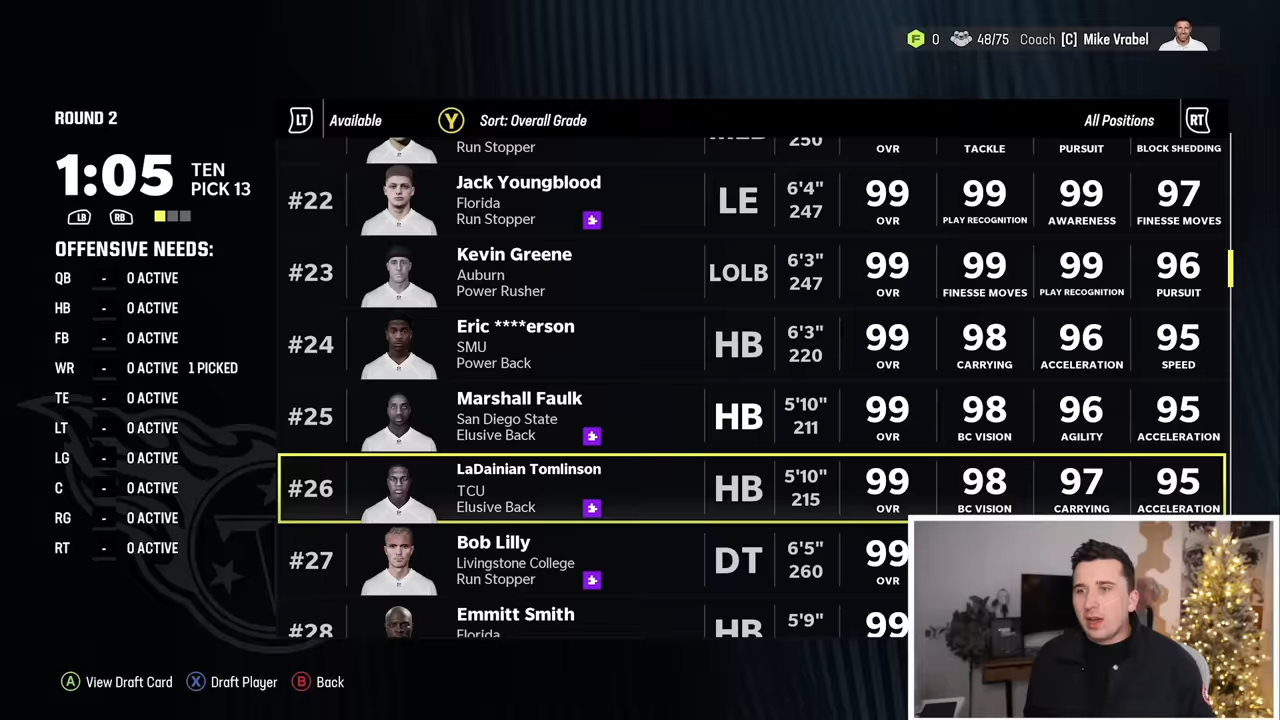 F 0 48/75 Coach [C] Mike Vrabel
ROUND 2
1:05 TEN PICK 13
LB RB
OFFENSIVE NEEDS:
QB - 0 ACTIVE
HB - 0 ACTIVE
FB - 0 ACTIVE
WR - 0 ACTIVE 1 PICKED
TE - 0 ACTIVE
LT - 0 ACTIVE
LG - 0 ACTIVE
C - 0 ACTIVE
RG - 0 ACTIVE
RT - 0 ACTIVE
LT Available Y Sort: Overall Grade All Positions RT
Run Stopper 250 OVR TACKLE PURSUIT BLOCK SHEDDING
#22 Jack Youngblood LE 6'4" 99 99 99 97
Florida 247 OVR PLAY RECOGNITION AWARENESS FINESSE MOVES
Run Stopper
#23 Kevin Greene LOLB 6'3" 99 99 99 96
Auburn 247 OVR FINESSE MOVES PLAY RECOGNITION PURSUIT
Power Rusher
#24 Eric ****erson HB 6'3" 99 98 96 95
SMU 220 OVR CARRYING ACCELERATION SPEED
Power Back
#25 Marshall Faulk HB 5'10" 99 98 96 95
San Diego State 211 OVR BC VISION AGILITY ACCELERATION
Elusive Back
#26 LaDainian Tomlinson HB 5'10" 99 98 97 95
TCU 215 OVR BC VISION CARRYING ACCELERATION
Elusive Back
#27 Bob Lilly DT 6'5" 99
Livingstone College 260 OVR
Run Stopper
#28 Emmitt Smith HB 5'9" 99
Florida
A View Draft Card X Draft Player B Back